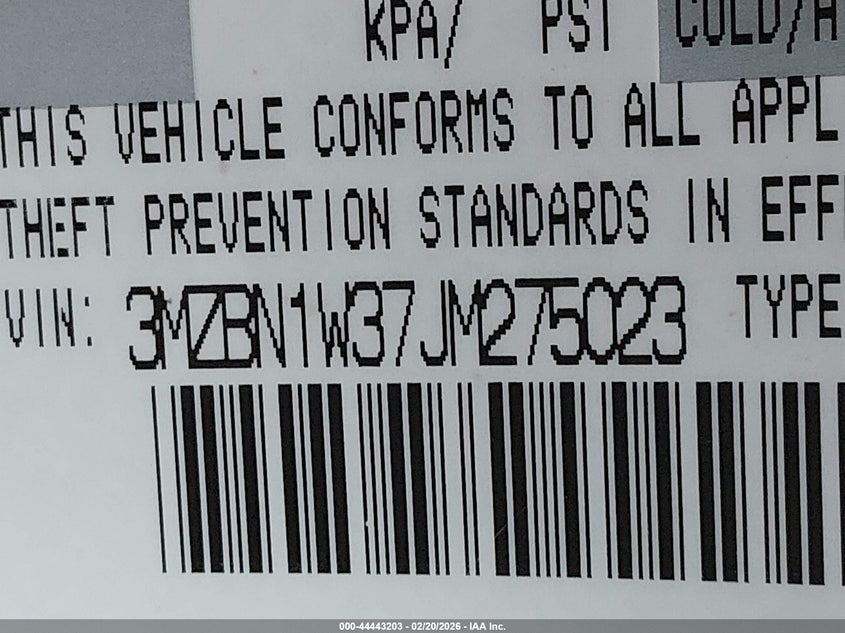 KPA/ PSI COLD/A
THIS VEHICLE CONFORMS TO ALL APPL
THEFT PREVENTION STANDARDS IN EFF
VIN: 3MZBN1W37JM275023 TYPE
000-44443203 - 02/20/2026 - IAA Inc.